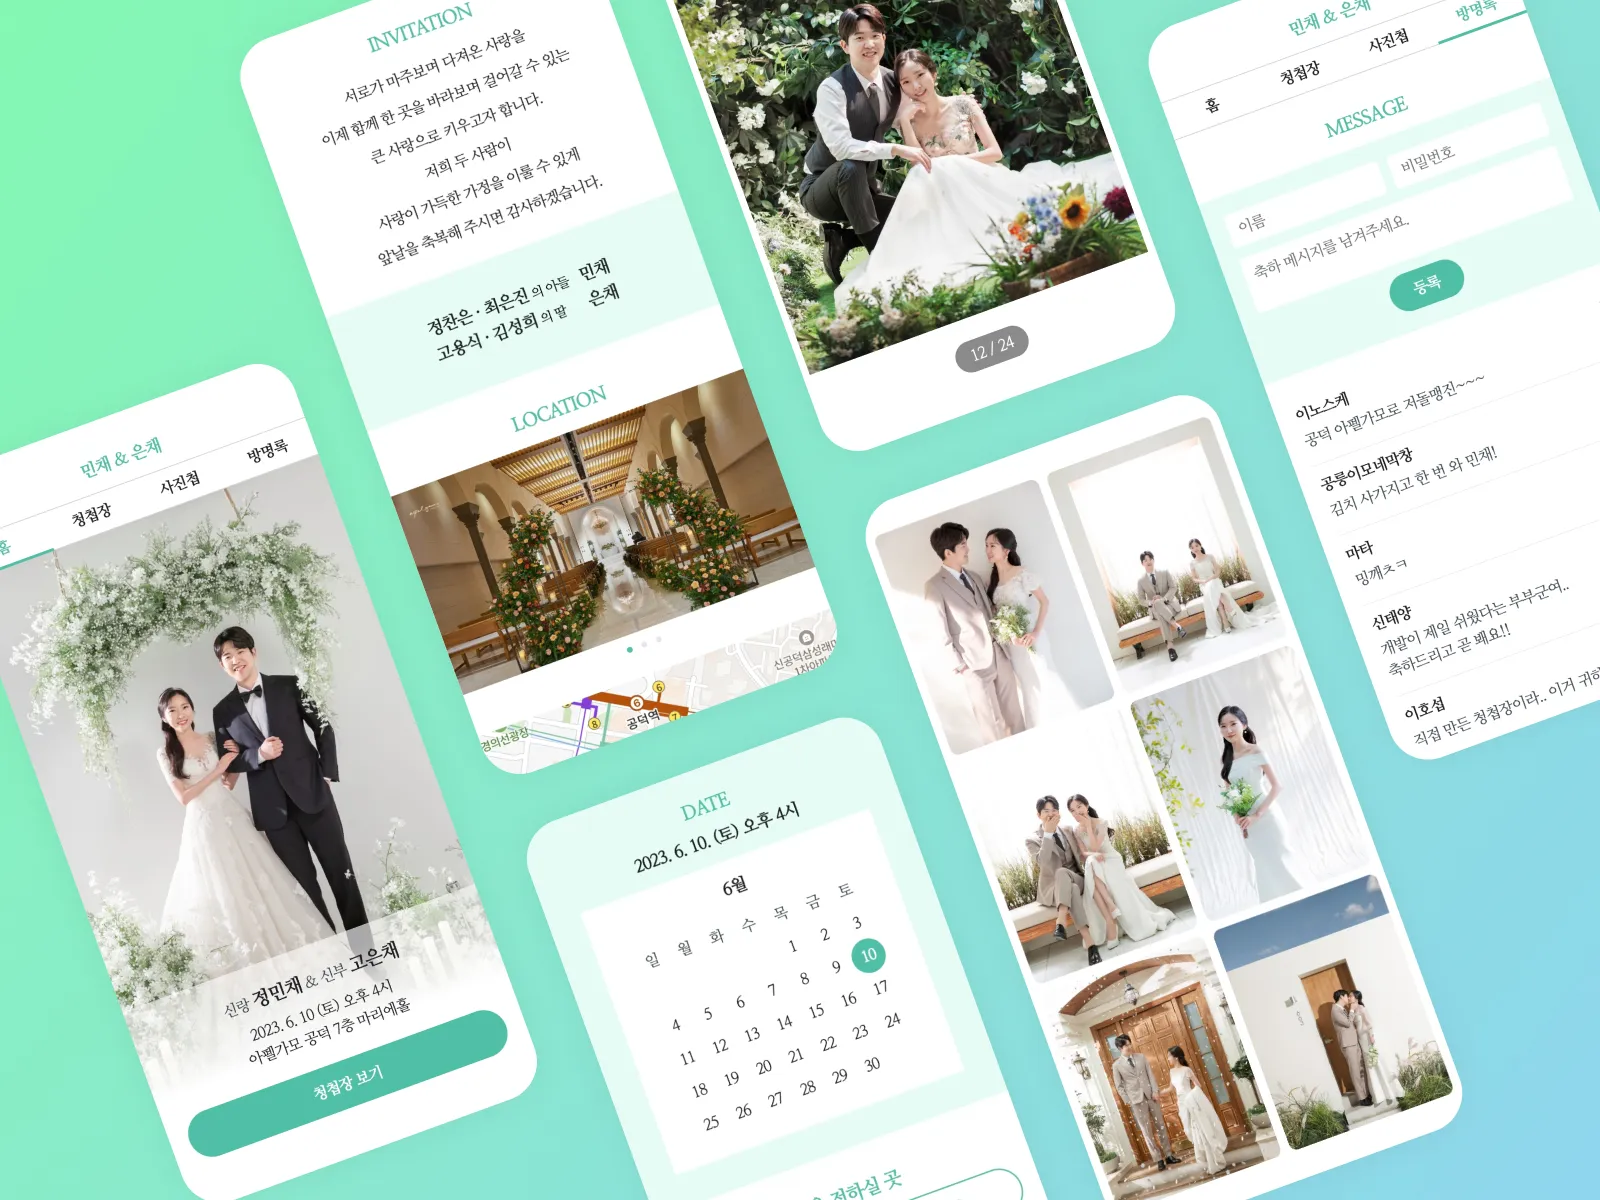 민채 & 은채
홈
청첩장
사진첩
방명록
신랑 정민채 & 신부 고은채
2023. 6. 10 (토) 오후 4시
아펠가모 공덕 7층 마리에홀
청첩장 보기
INVITATION
서로가 마주보며 다져온 사랑을
이제 함께 한 곳을 바라보며 걸어갈 수 있는
큰 사랑으로 키우고자 합니다.
저희 두 사람이
사랑이 가득한 가정을 이룰 수 있게
앞날을 축복해 주시면 감사하겠습니다.
정찬은 · 최은진 의 아들 민채
고용식 · 김성희 의 딸 은채
LOCATION
신공덕삼성래미
1차아파
6
6
7
8
공덕역
경의선광장
DATE
2023. 6. 10. (토) 오후 4시
6월
일 월 화 수 목 금 토
1 2 3
4 5 6 7 8 9 10
11 12 13 14 15 16 17
18 19 20 21 22 23 24
25 26 27 28 29 30
전하실 곳
12 / 24
민채 & 은채
홈
청첩장
사진첩
방명록
MESSAGE
이름
비밀번호
축하 메시지를 남겨주세요.
등록
이노스케
공덕 아펠가모로 저돌맹진~~~
공릉이모네막창
김치 사가지고 한 번 와 민채!
마타
밍깨ㅊㅋ
신태양
개발이 제일 쉬웠다는 부부군여..
축하드리고 곧 봬요!!
이호섭
직접 만든 청첩장이라.. 이거 귀하